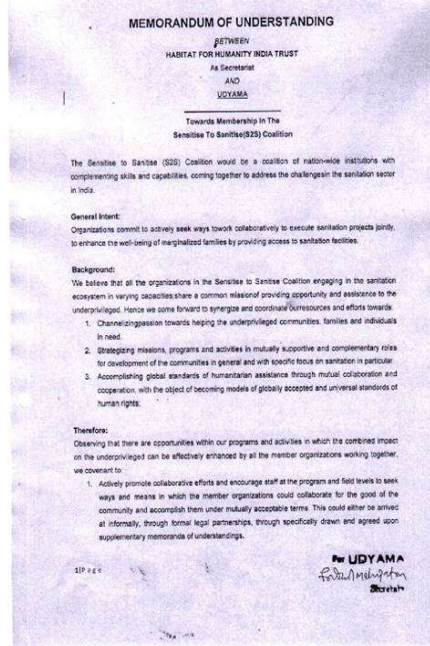 MEMORANDUM OF UNDERSTANDING
BETWEEN
HABITAT FOR HUMANITY INDIA TRUST
As Secretariat
AND
UDYAMA
Towards Membership In The
Sensitise To Sanitise(S2S) Coalition
The Sensitise to Sanitise (S2S) Coalition would be a coalition of nation-wide institutions with
complementing skills and capabilities, coming together to address the challengesin the sanitation sector
in India.
General Intent:
Organizations commit to actively seek ways towork collaboratively to execute sanitation projects jointly,
to enhance the well-being of marginalized families by providing access to sanitation facilities.
Background:
We believe that all the organizations in the Sensitise to Sanitise Coalition engaging in the sanitation
ecosystem in varying capacities share a common missionof providing opportunity and assistance to the
underprivileged. Hence we come forward to synergize and coordinate ourresources and efforts towards:
1. Channelizingpassion towards helping the underprivileged communities, families and individuals
in need.
2. Strategizing missions, programs and activities in mutually supportive and complementary roles
for development of the communities in general and with specific focus on sanitation in particular.
3. Accomplishing global standards of humanitarian assistance through mutual collaboration and
cooperation, with the object of becoming models of globally accepted and universal standards of
human rights.
Therefore:
Observing that there are opportunities within our programs and activities in which the combined impact
on the underprivileged can be effectively enhanced by all the member organizations working together,
we covenant to:
1. Actively promote collaborative efforts and encourage staff at the program and field levels to seek
ways and means in which the member organizations could collaborate for the good of the
community and accomplish them under mutually acceptable terms. This could either be arrived
at informally, through formal legal partnerships, through specifically drawn and agreed upon
supplementary memoranda of understandings.
For UDYAMA
1|Page
Secretary